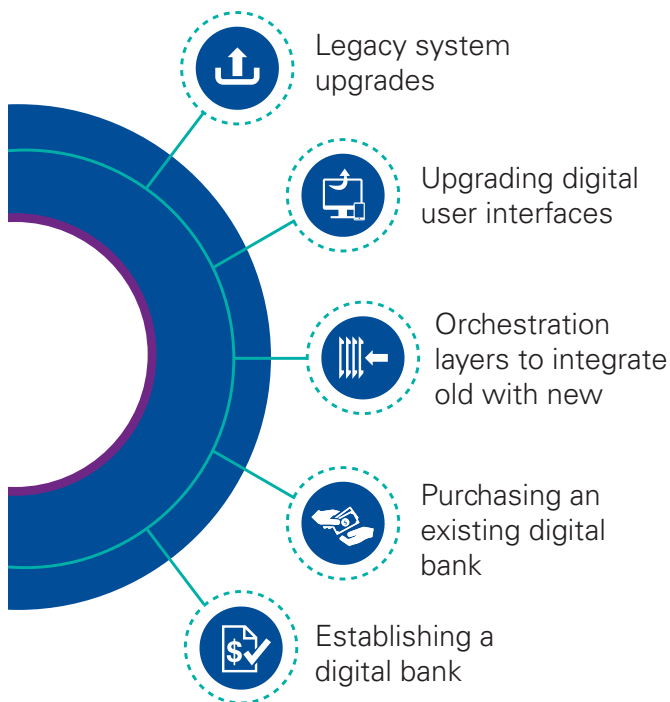 Legacy system
upgrades
Upgrading digital
user interfaces
Orchestration
layers to integrate
old with new
$
Purchasing an
existing digital
bank
$
Establishing a
digital bank